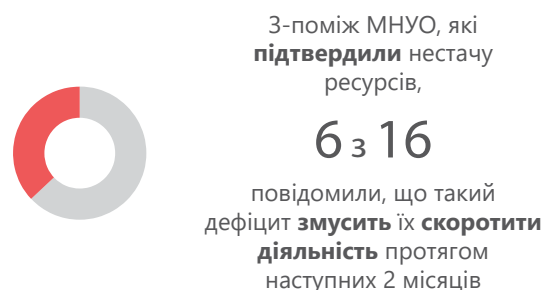 З-поміж МНУО, які
підтвердили нестачу
ресурсів,
6 з 16
повідомили, що такий
дефіцит змусить їх скоротити
діяльність протягом
наступних 2 місяців